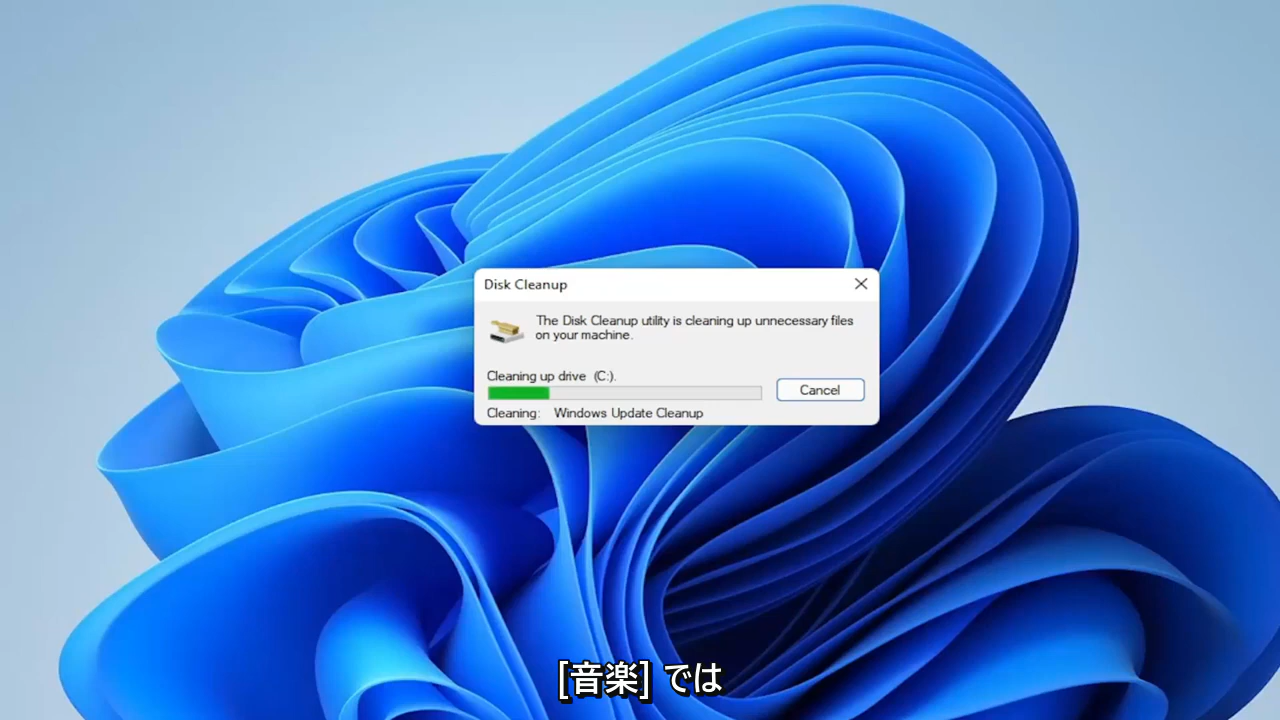 Disk Cleanup
The Disk Cleanup utility is cleaning up unnecessary files
on your machine.
Cleaning up drive (C:).
Cancel
Cleaning: Windows Update Cleanup
[音楽] では